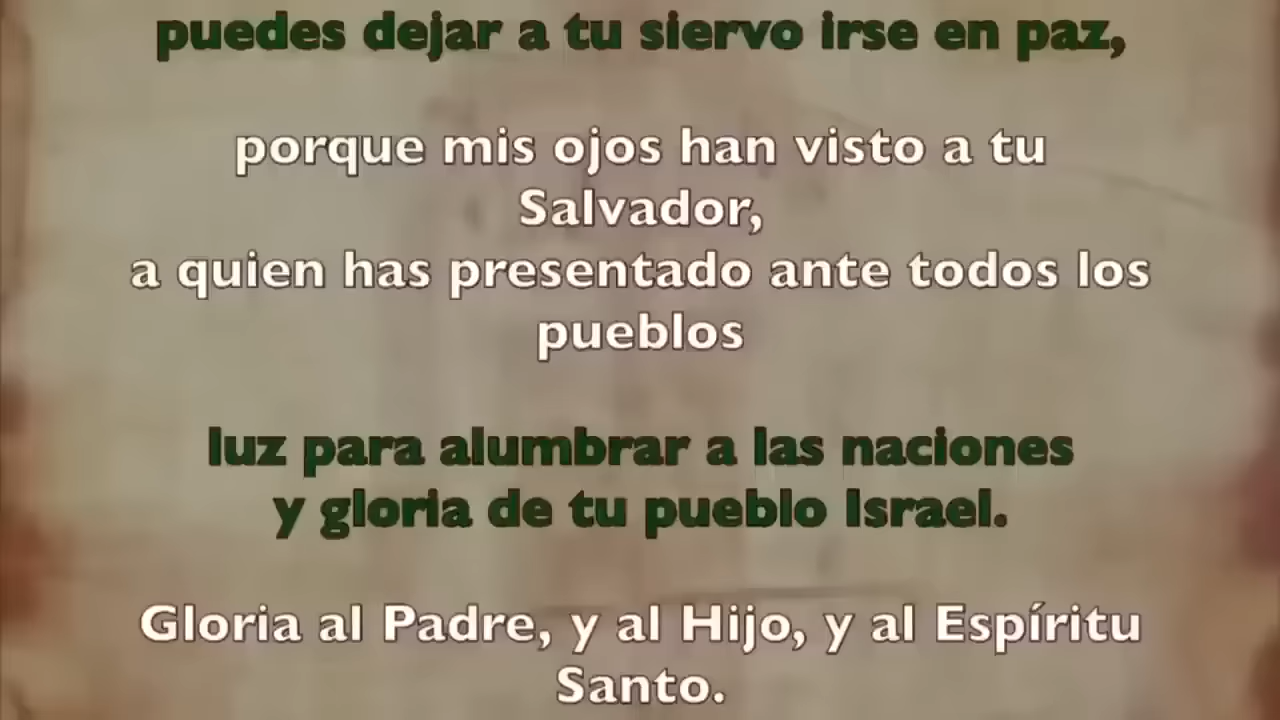 puedes dejar a tu siervo irse en paz,
porque mis ojos han visto a tu
Salvador,
a quien has presentado ante todos los
pueblos
luz para alumbrar a las naciones
y gloria de tu pueblo Israel.
Gloria al Padre, y al Hijo, y al Espíritu
Santo.